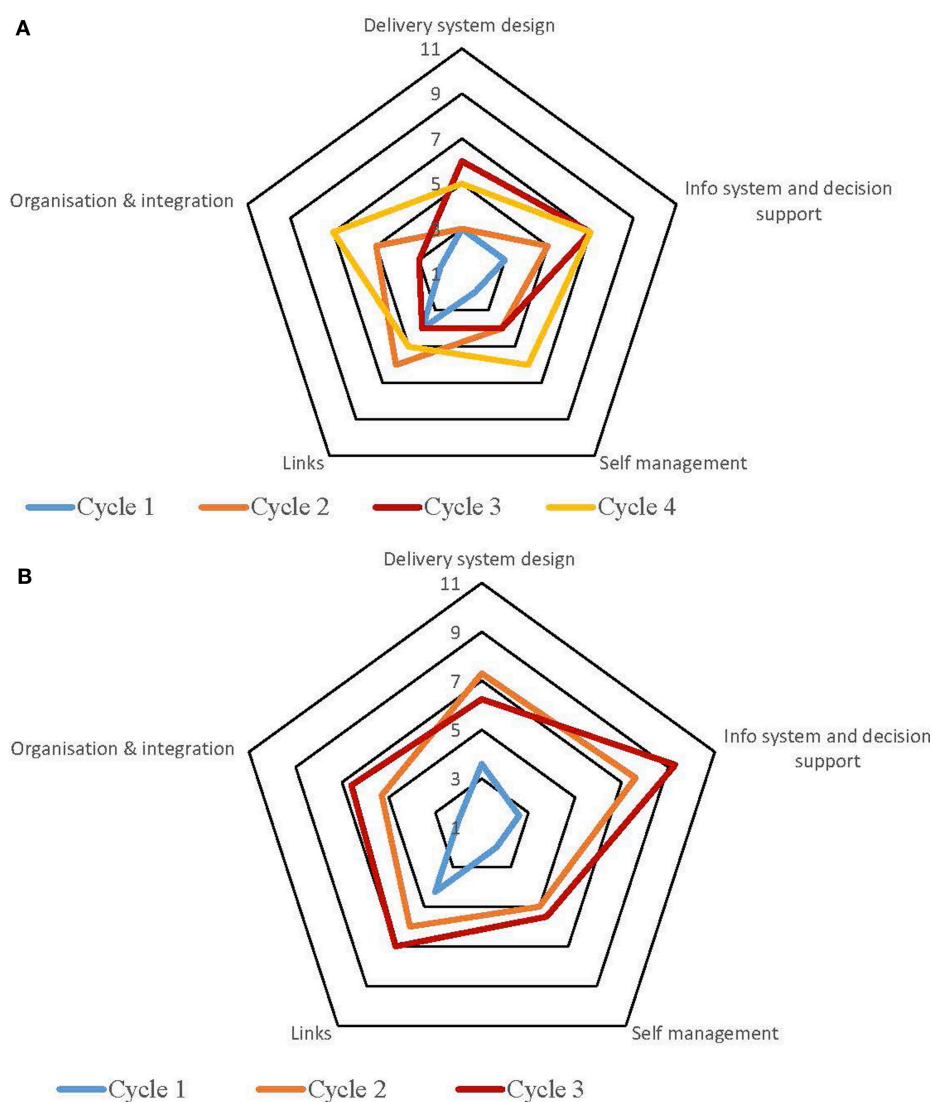 A
Delivery system design
11
9
7
5
3
1
Info system and decision
support
Organisation & integration
Links
Self management
Cycle 1
Cycle 2
Cycle 3
Cycle 4
B
Delivery system design
11
9
7
5
3
1
Info system and decision
support
Organisation & integration
Links
Self management
Cycle 1
Cycle 2
Cycle 3